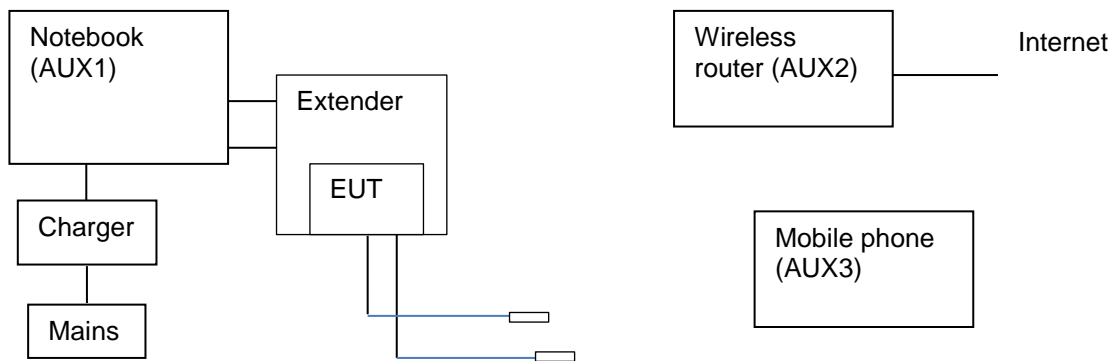 Notebook
(AUX1)
Extender
EUT
Charger
Mains
Wireless
router (AUX2)
Internet
Mobile phone
(AUX3)